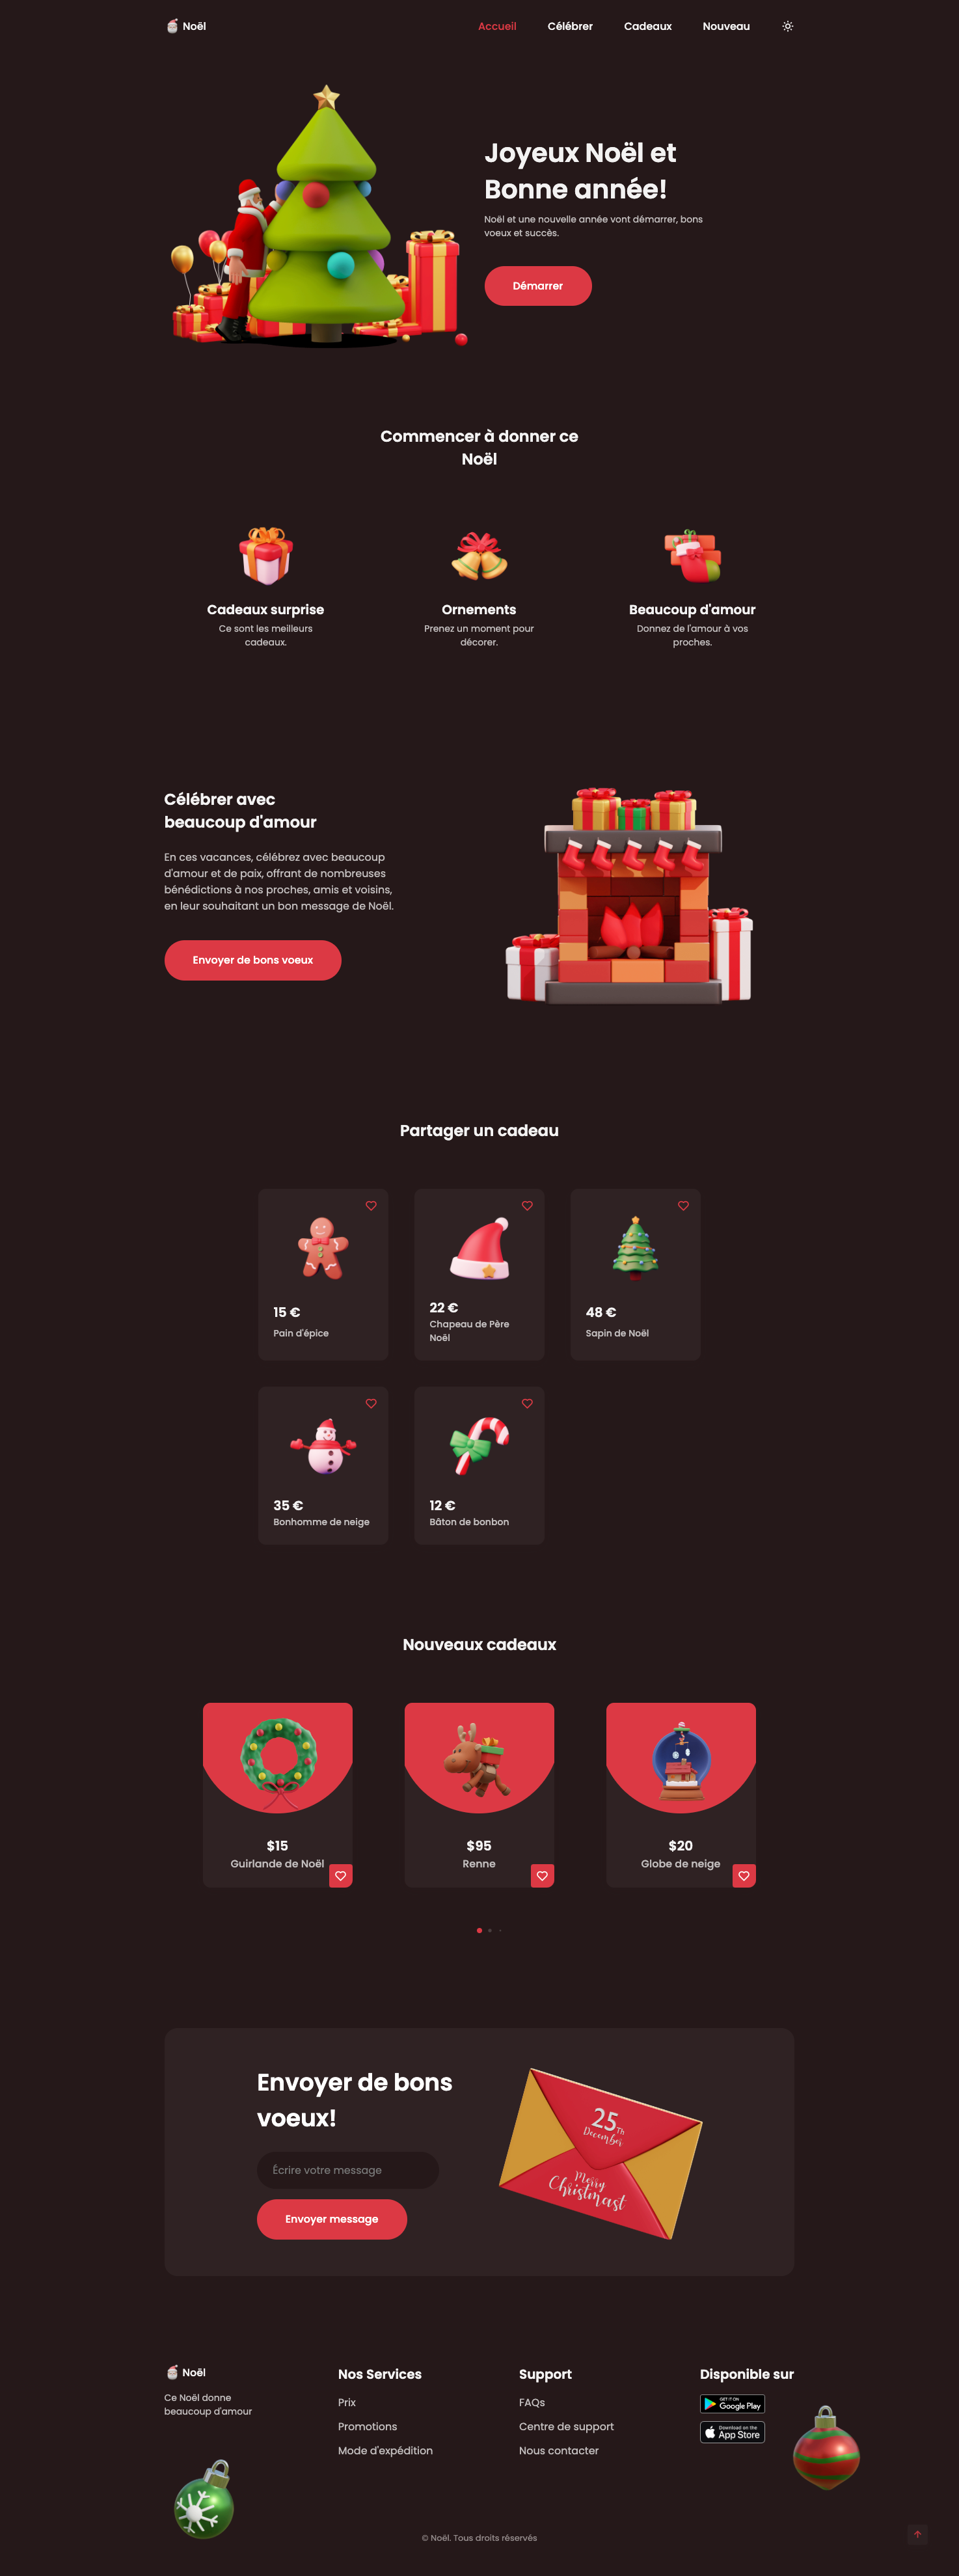 Noël
Accueil
Célébrer
Cadeaux
Nouveau
Joyeux Noël et
Bonne année!
Noël et une nouvelle année vont démarrer, bons
voeux et succès.
Démarrer
Commencer à donner ce
Noël
Cadeaux surprise
Ce sont les meilleurs
cadeaux.
Ornements
Prenez un moment pour
décorer.
Beaucoup d'amour
Donnez de l'amour à vos
proches.
Célébrer avec
beaucoup d'amour
En ces vacances, célébrez avec beaucoup
d'amour et de paix, offrant de nombreuses
bénédictions à nos proches, amis et voisins,
en leur souhaitant un bon message de Noël.
Envoyer de bons voeux
Partager un cadeau
15 €
Pain d'épice
22 €
Chapeau de Père
Noël
48 €
Sapin de Noël
35 €
Bonhomme de neige
12 €
Bâton de bonbon
Nouveaux cadeaux
$15
Guirlande de Noël
$95
Renne
$20
Globe de neige
Envoyer de bons
voeux!
Écrire votre message
Envoyer message
25Th
December
Merry
Christmast
Noël
Ce Noël donne
beaucoup d'amour
Nos Services
Prix
Promotions
Mode d'expédition
Support
FAQs
Centre de support
Nous contacter
Disponible sur
GET IT ON
Google Play
Download on the
App Store
© Noël. Tous droits réservés